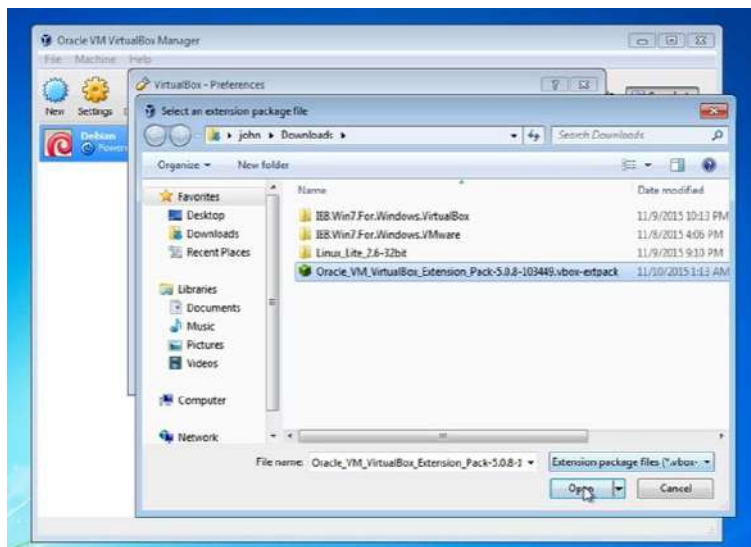 Oracle VM VirtualBox Manager
File Machine Help
VirtualBox - Preferences
New Settings
Select an extension package file
Debian
john Downloads
Search Downloads
Organize New folder
Favorites
Desktop
Downloads
Recent Places
Libraries
Documents
Music
Pictures
Videos
Computer
Network
Name Date modified
IE8.Win7.For.Windows.VirtualBox 11/9/2015 10:13 PM
IE8.Win7.For.Windows.VMware 11/8/2015 4:06 PM
Linux_Lite_2.6-32bit 11/9/2015 9:10 PM
Oracle_VM_VirtualBox_Extension_Pack-5.0.8-103449.vbox-extpack 11/10/2015 1:13 AM
File name: Oracle_VM_VirtualBox_Extension_Pack-5.0.8-1
Extension package files (*.vbox-
Open Cancel